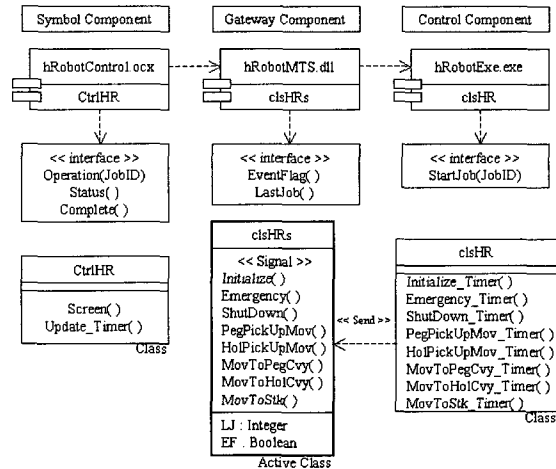 Symbol Component
Gateway Component
Control Component
hRobotControl.ocx
CtrlHR
hRobotMTS.dll
clsHRs
hRobotExe.exe
clsHR
<< interface >>
Operation(JobID)
Status( )
Complete( )
<< interface >>
EventFlag( )
LastJob( )
<< interface >>
StartJob(JobID)
CtrlHR
Screen( )
Update_Timer( )
Class
clsHRs
<< Signal >>
Initialize( )
Emergency( )
ShutDown( )
PegPickUpMov( )
HolPickUpMov( )
MovToPegCvy( )
MovToHolCvy( )
MovToStk( )
LJ : Integer
EF : Boolean
Active Class
<< Send >>
clsHR
Initialize_Timer( )
Emergency_Timer( )
ShutDown_Timer( )
PegPickUpMov_Timer( )
HolPickUpMov_Timer( )
MovToPegCvy_Timer( )
MovToHolCvy_Timer( )
MovToStk_Timer( )
Class